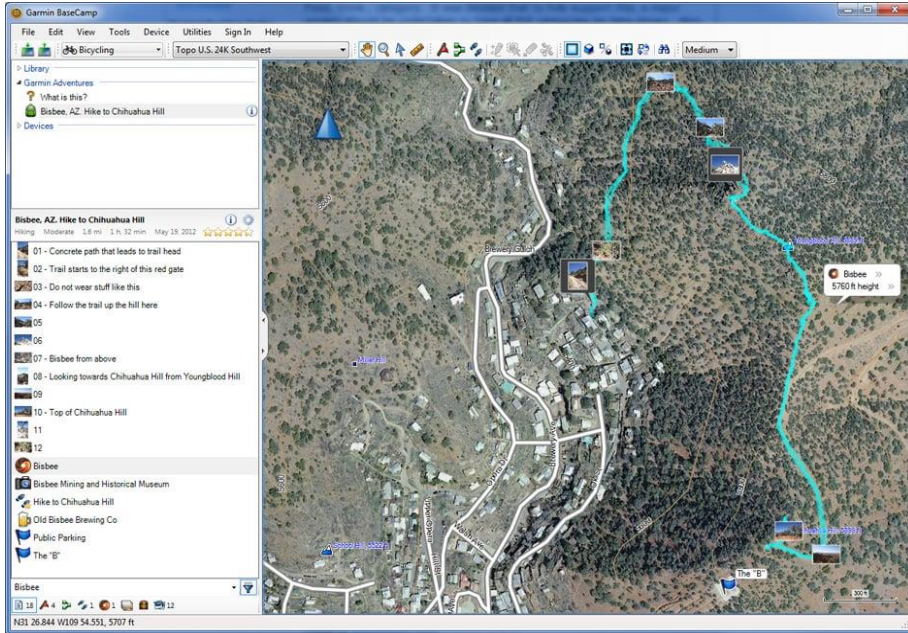 Garmin BaseCamp
File Edit View Tools Device Utilities Sign In Help
Bicycling
Topo U.S. 24K Southwest
Medium
Library
Garmin Adventures
What is this?
Bisbee, AZ. Hike to Chihuahua Hill
Devices
Bisbee, AZ. Hike to Chihuahua Hill
Hiking Moderate 1.6 mi 1 h, 32 min May 19, 2012
01 - Concrete path that leads to trail head
02 - Trail starts to the right of this red gate
03 - Do not wear stuff like this
04 - Follow the trail up the hill here
05
06
07 - Bisbee from above
08 - Looking towards Chihuahua Hill from Youngblood Hill
09
10 - Top of Chihuahua Hill
11
12
Bisbee
Bisbee Mining and Historical Museum
Hike to Chihuahua Hill
Old Bisbee Brewing Co
Public Parking
The "B"
Bisbee
18 4 1 1 12
N31 26.844 W109 54.551, 5707 ft
Brewery Gulch
Bisbee
5760 ft height
Brewery Ave
The "B"
300 ft